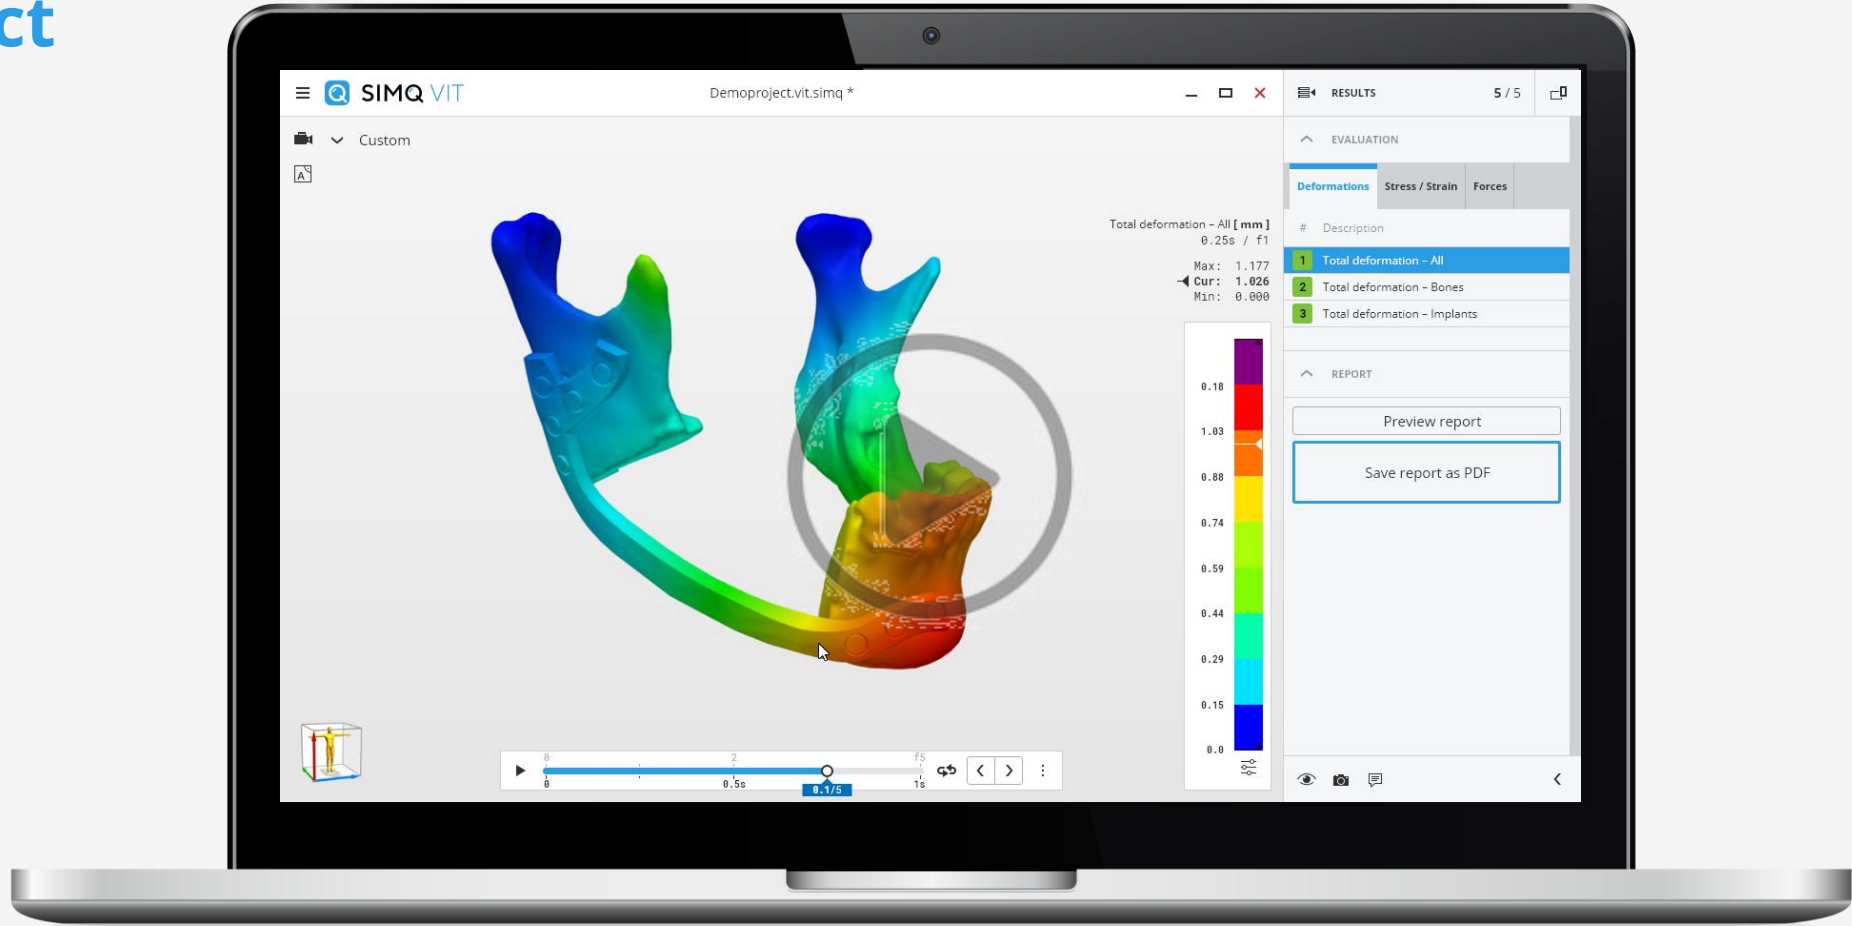 ct
SIMQ VIT
Demoproject.vit.simq *
RESULTS
5 / 5
Custom
A
EVALUATION
Deformations
Stress / Strain
Forces
# Description
1 Total deformation – All
2 Total deformation – Bones
3 Total deformation – Implants
Total deformation – All [ mm ]
0.25s / f1
Max: 1.177
Cur: 1.026
Min: 0.000
0.18
1.03
0.88
0.74
0.59
0.44
0.29
0.15
0.0
REPORT
Preview report
Save report as PDF
0 2 f5
0 0.5s 1s
0.1/5